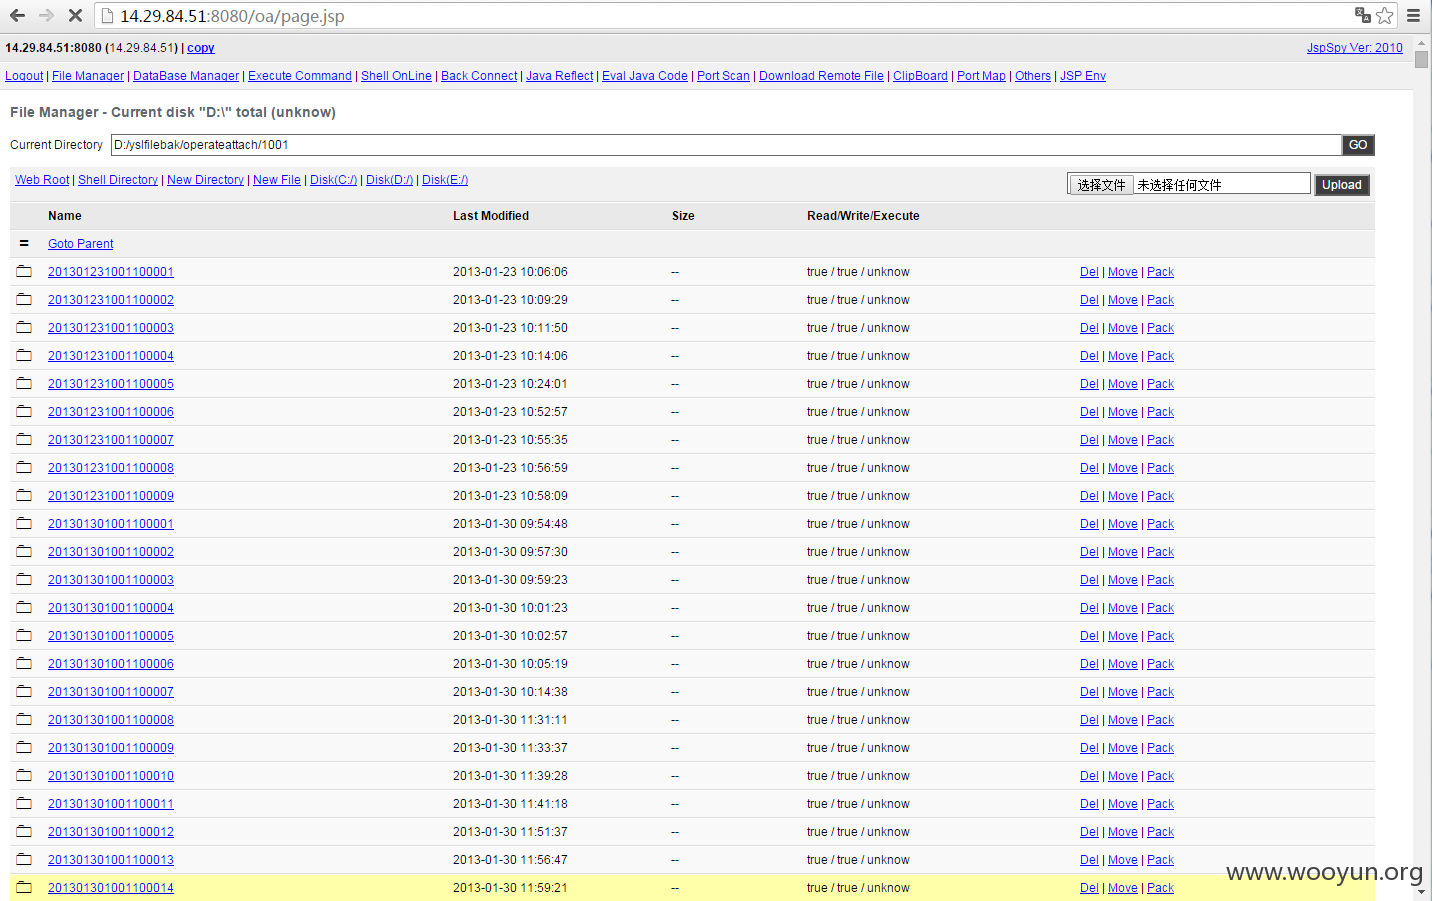 14.29.84.51:8080/oa/page.jsp
14.29.84.51:8080 (14.29.84.51) | copy JspSpy Ver: 2010
Logout | File Manager | DataBase Manager | Execute Command | Shell OnLine | Back Connect | Java Reflect | Eval Java Code | Port Scan | Download Remote File | ClipBoard | Port Map | Others | JSP Env
File Manager - Current disk "D:\" total (unknow)
Current Directory D:/yslfilebak/operateattach/1001 GO
Web Root | Shell Directory | New Directory | New File | Disk(C:/) | Disk(D:/) | Disk(E:/) 选择文件 未选择任何文件 Upload
Name Last Modified Size Read/Write/Execute
= Goto Parent
201301231001100001 2013-01-23 10:06:06 -- true / true / unknow Del | Move | Pack
201301231001100002 2013-01-23 10:09:29 -- true / true / unknow Del | Move | Pack
201301231001100003 2013-01-23 10:11:50 -- true / true / unknow Del | Move | Pack
201301231001100004 2013-01-23 10:14:06 -- true / true / unknow Del | Move | Pack
201301231001100005 2013-01-23 10:24:01 -- true / true / unknow Del | Move | Pack
201301231001100006 2013-01-23 10:52:57 -- true / true / unknow Del | Move | Pack
201301231001100007 2013-01-23 10:55:35 -- true / true / unknow Del | Move | Pack
201301231001100008 2013-01-23 10:56:59 -- true / true / unknow Del | Move | Pack
201301231001100009 2013-01-23 10:58:09 -- true / true / unknow Del | Move | Pack
201301301001100001 2013-01-30 09:54:48 -- true / true / unknow Del | Move | Pack
201301301001100002 2013-01-30 09:57:30 -- true / true / unknow Del | Move | Pack
201301301001100003 2013-01-30 09:59:23 -- true / true / unknow Del | Move | Pack
201301301001100004 2013-01-30 10:01:23 -- true / true / unknow Del | Move | Pack
201301301001100005 2013-01-30 10:02:57 -- true / true / unknow Del | Move | Pack
201301301001100006 2013-01-30 10:05:19 -- true / true / unknow Del | Move | Pack
201301301001100007 2013-01-30 10:14:38 -- true / true / unknow Del | Move | Pack
201301301001100008 2013-01-30 11:31:11 -- true / true / unknow Del | Move | Pack
201301301001100009 2013-01-30 11:33:37 -- true / true / unknow Del | Move | Pack
201301301001100010 2013-01-30 11:39:28 -- true / true / unknow Del | Move | Pack
201301301001100011 2013-01-30 11:41:18 -- true / true / unknow Del | Move | Pack
201301301001100012 2013-01-30 11:51:37 -- true / true / unknow Del | Move | Pack
201301301001100013 2013-01-30 11:56:47 -- true / true / unknow Del | Move | Pack
www.wooyun.org
201301301001100014 2013-01-30 11:59:21 -- true / true / unknow Del | Move | Pack